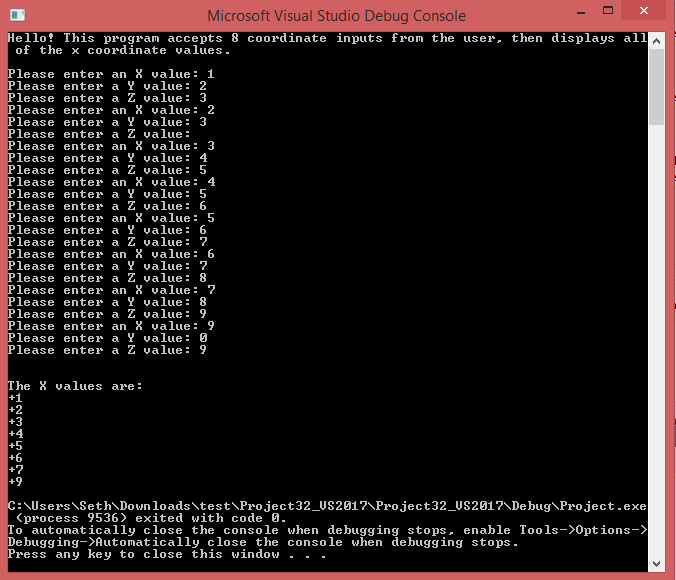 Microsoft Visual Studio Debug Console
Hello! This program accepts 8 coordinate inputs from the user, then displays all
 of the x coordinate values.
Please enter an X value: 1
Please enter a Y value: 2
Please enter a Z value: 3
Please enter an X value: 2
Please enter a Y value: 3
Please enter a Z value:
Please enter an X value: 3
Please enter a Y value: 4
Please enter a Z value: 5
Please enter an X value: 4
Please enter a Y value: 5
Please enter a Z value: 6
Please enter an X value: 5
Please enter a Y value: 6
Please enter a Z value: 7
Please enter an X value: 6
Please enter a Y value: 7
Please enter a Z value: 8
Please enter an X value: 7
Please enter a Y value: 8
Please enter a Z value: 9
Please enter an X value: 9
Please enter a Y value: 0
Please enter a Z value: 9
The X values are:
+1
+2
+3
+4
+5
+6
+7
+9
C:\Users\Seth\Downloads\test\Project32_VS2017\Project32_VS2017\Debug\Project.exe
 (process 9536) exited with code 0.
To automatically close the console when debugging stops, enable Tools->Options->
Debugging->Automatically close the console when debugging stops.
Press any key to close this window . . .